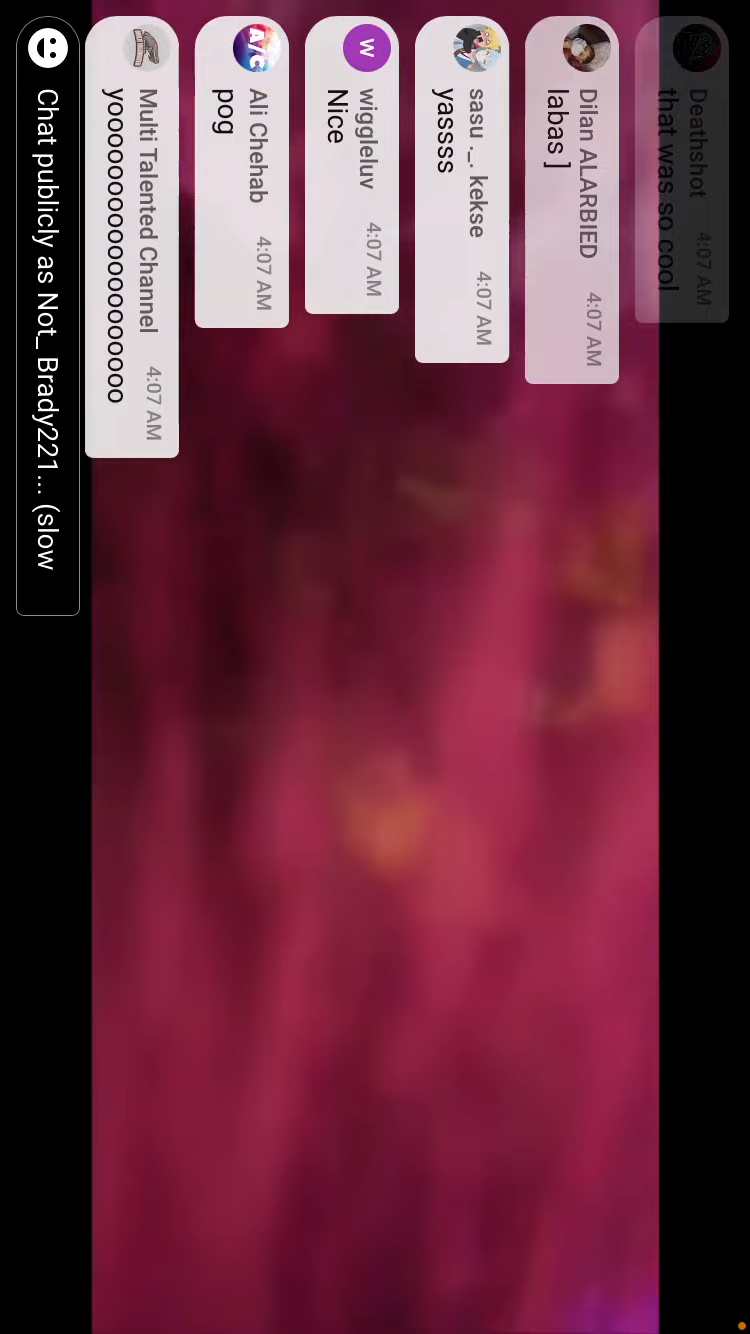 Deathshot 4:07 AM
that was so cool
Dilan ALARBIED 4:07 AM
labas ]
sasu ._. kekse 4:07 AM
yassss
W
wiggleluv 4:07 AM
Nice
A/C
Ali Chehab 4:07 AM
pog
Multi Talented Channel 4:07 AM
yooooooooooooooooooo
Chat publicly as Not_ Brady221... (slow